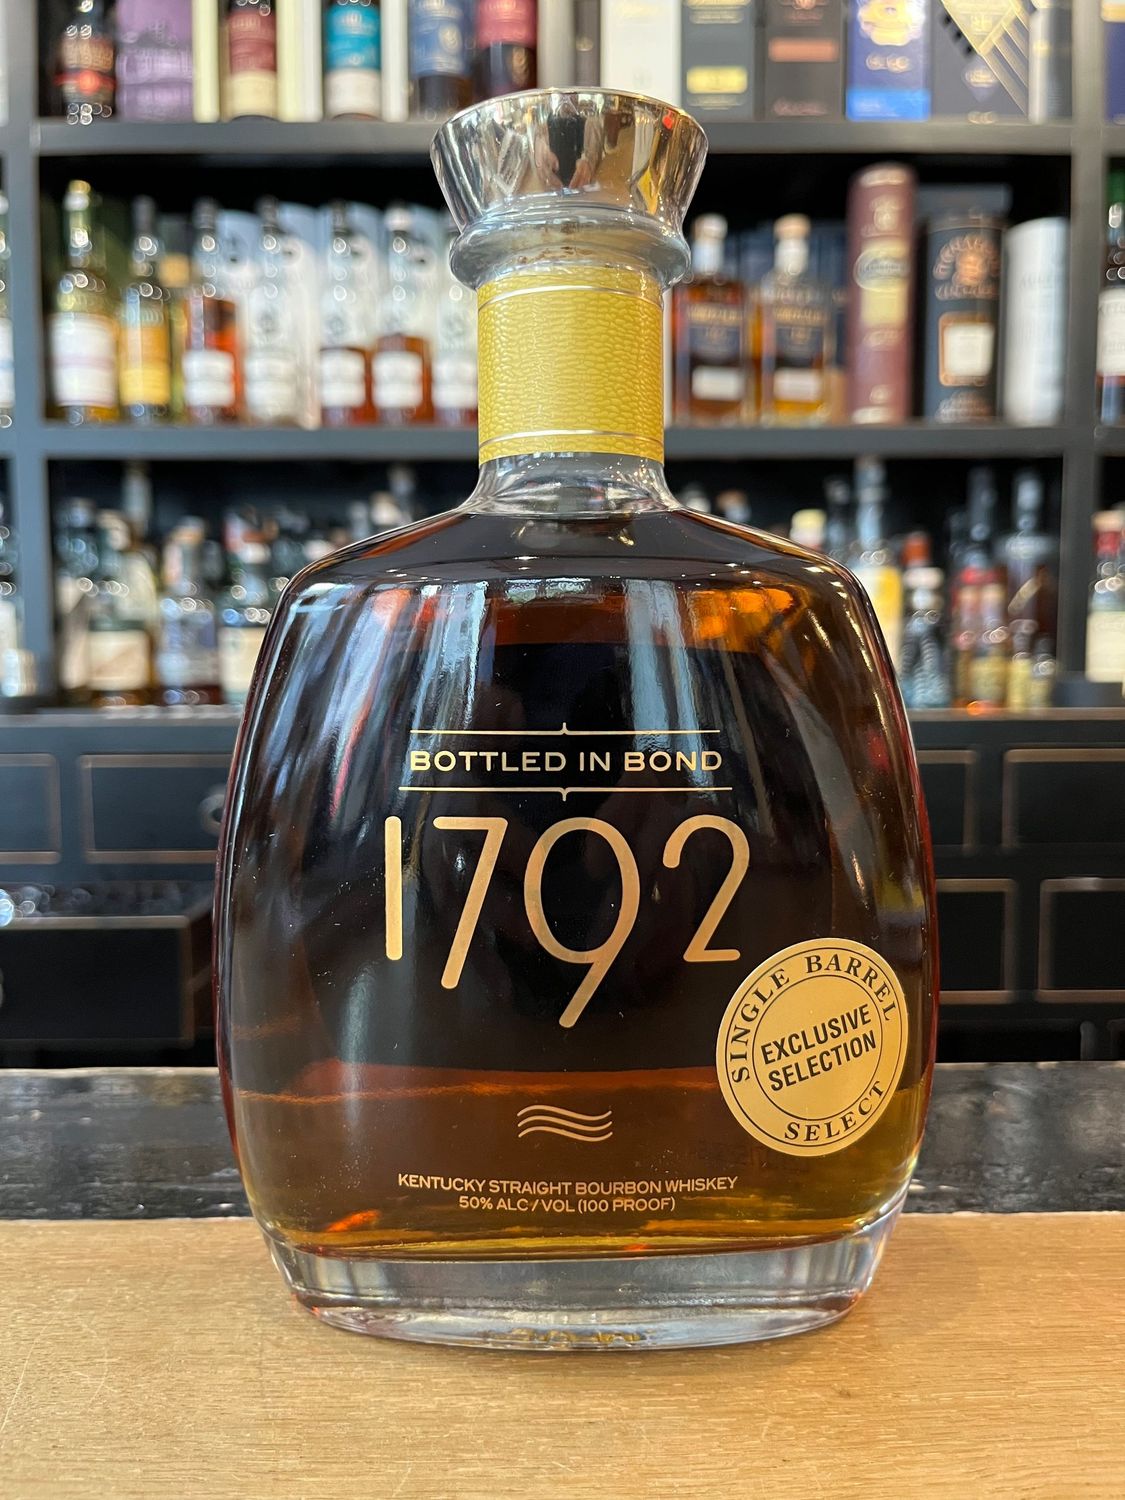 BOTTLED IN BOND
1792
SINGLE BARREL
EXCLUSIVE
SELECTION
SELECT
KENTUCKY STRAIGHT BOURBON WHISKEY
50% ALC/VOL (100 PROOF)